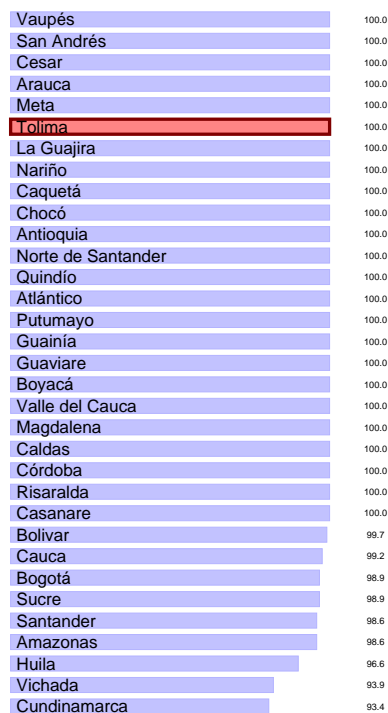 Vaupés 100.0
San Andrés 100.0
Cesar 100.0
Arauca 100.0
Meta 100.0
Tolima 100.0
La Guajira 100.0
Nariño 100.0
Caquetá 100.0
Chocó 100.0
Antioquia 100.0
Norte de Santander 100.0
Quindío 100.0
Atlántico 100.0
Putumayo 100.0
Guainía 100.0
Guaviare 100.0
Boyacá 100.0
Valle del Cauca 100.0
Magdalena 100.0
Caldas 100.0
Córdoba 100.0
Risaralda 100.0
Casanare 100.0
Bolivar 99.7
Cauca 99.2
Bogotá 98.9
Sucre 98.9
Santander 98.6
Amazonas 98.6
Huila 96.6
Vichada 93.9
Cundinamarca 93.4